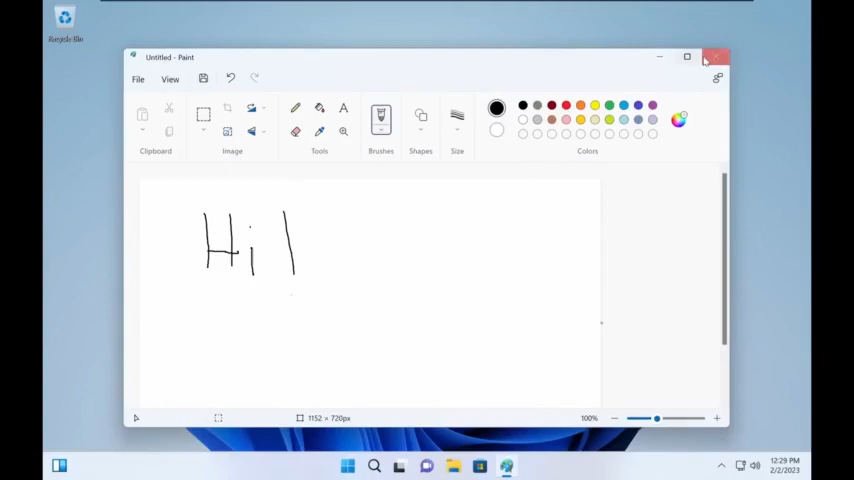 Recycle Bin
Untitled - Paint
File View
Clipboard Image Tools Brushes Shapes Size Colors
Hi!
1152 × 720px 100%
12:29 PM
2/2/2023